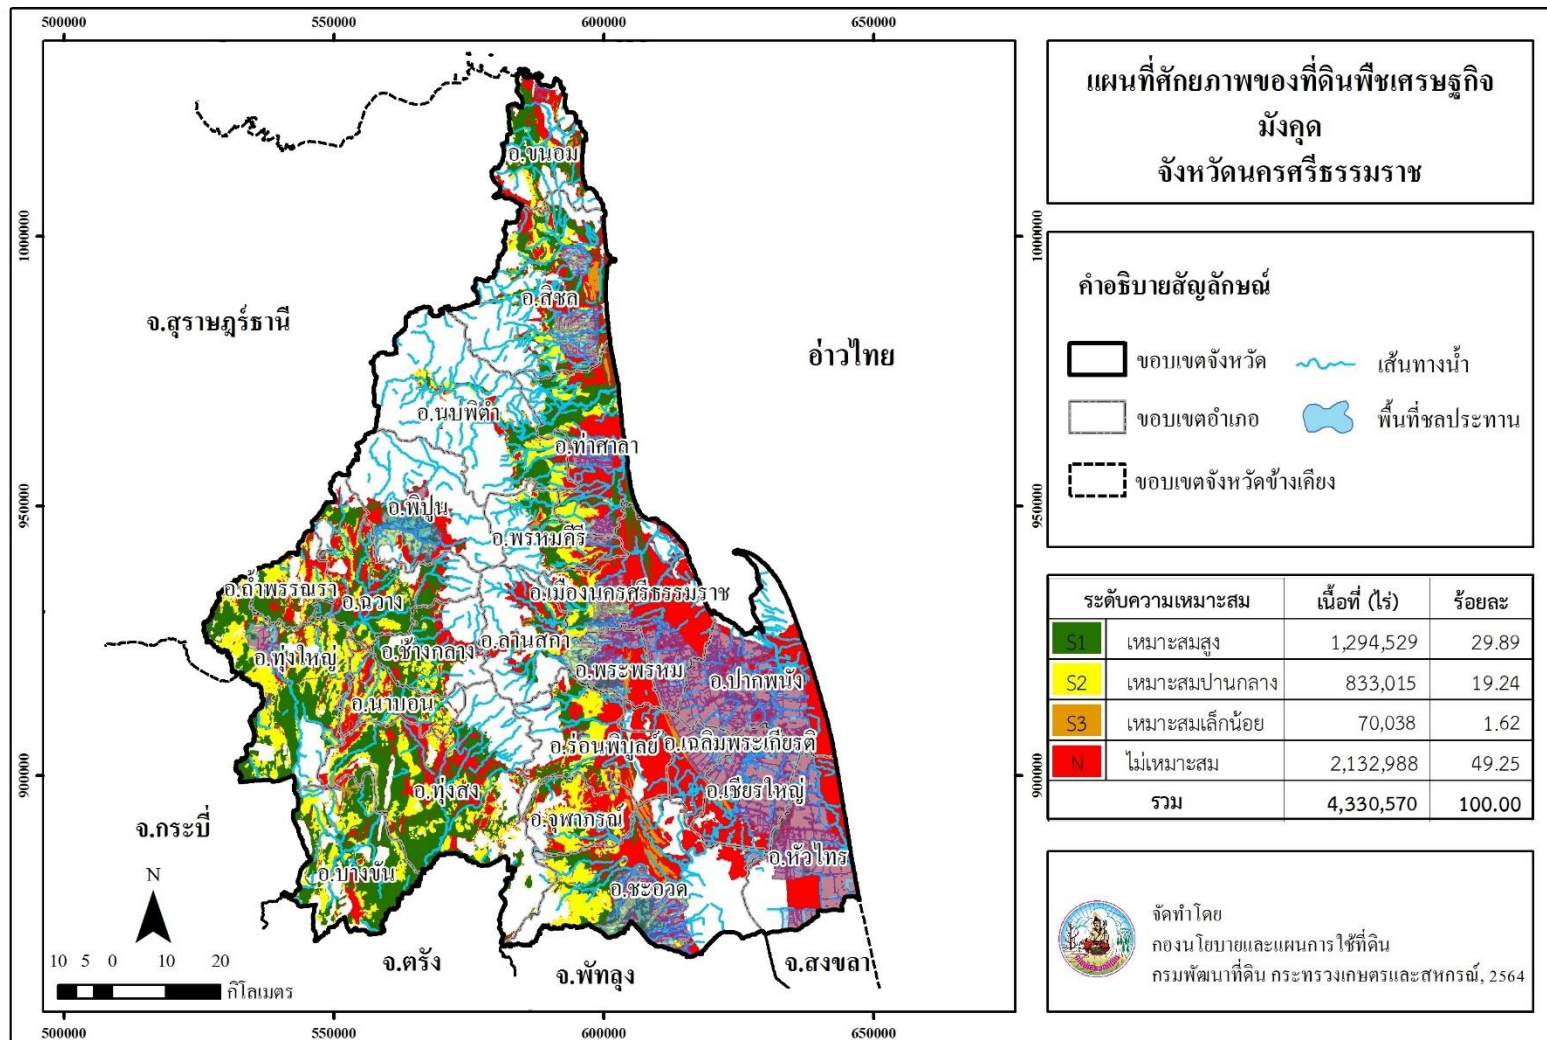 500000 550000 600000 650000
แผนที่ศักยภาพของที่ดินพืชเศรษฐกิจ
มังคุด
จังหวัดนครศรีธรรมราช
1000000
950000
900000
1000000
950000
900000
จ.สุราษฎร์ธานี
อ่าวไทย
จ.กระบี่
จ.ตรัง
จ.พัทลุง
จ.สงขลา
อ.ขนอม
อ.สิชล
อ.นบพิตำ
อ.ท่าศาลา
อ.พิปูน
อ.พรหมคีรี
อ.ถ้ำพรรณรา
อ.ฉวาง
อ.เมืองนครศรีธรรมราช
อ.ทุ่งใหญ่
อ.ช้างกลาง
อ.ลานสกา
อ.พระพรหม
อ.ปากพนัง
อ.นาบอน
อ.ร่อนพิบูลย์
อ.เฉลิมพระเกียรติ
อ.ทุ่งสง
อ.เชียรใหญ่
อ.จุฬาภรณ์
อ.หัวไทร
อ.บางขัน
อ.ชะอวด
N
10 5 0 10 20
กิโลเมตร
500000 550000 600000 650000
คำอธิบายสัญลักษณ์
ขอบเขตจังหวัด เส้นทางน้ำ
ขอบเขตอำเภอ พื้นที่ชลประทาน
ขอบเขตจังหวัดข้างเคียง
ระดับความเหมาะสม เนื้อที่ (ไร่) ร้อยละ
S1 เหมาะสมสูง 1,294,529 29.89
S2 เหมาะสมปานกลาง 833,015 19.24
S3 เหมาะสมเล็กน้อย 70,038 1.62
N ไม่เหมาะสม 2,132,988 49.25
รวม 4,330,570 100.00
จัดทำโดย
กองนโยบายและแผนการใช้ที่ดิน
กรมพัฒนาที่ดิน กระทรวงเกษตรและสหกรณ์, 2564